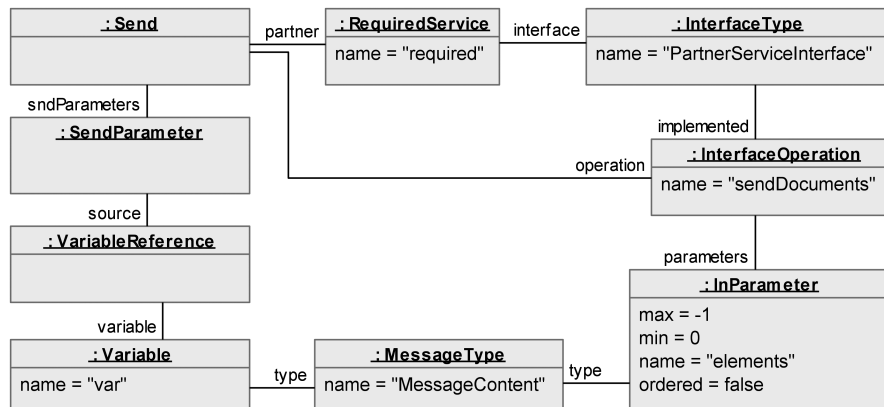 : Send
partner
: RequiredService
name = "required"
interface
: InterfaceType
name = "PartnerServiceInterface"
sndParameters
: SendParameter
implemented
: InterfaceOperation
name = "sendDocuments"
operation
source
: VariableReference
parameters
: InParameter
max = -1
min = 0
name = "elements"
ordered = false
variable
: Variable
name = "var"
type
: MessageType
name = "MessageContent"
type